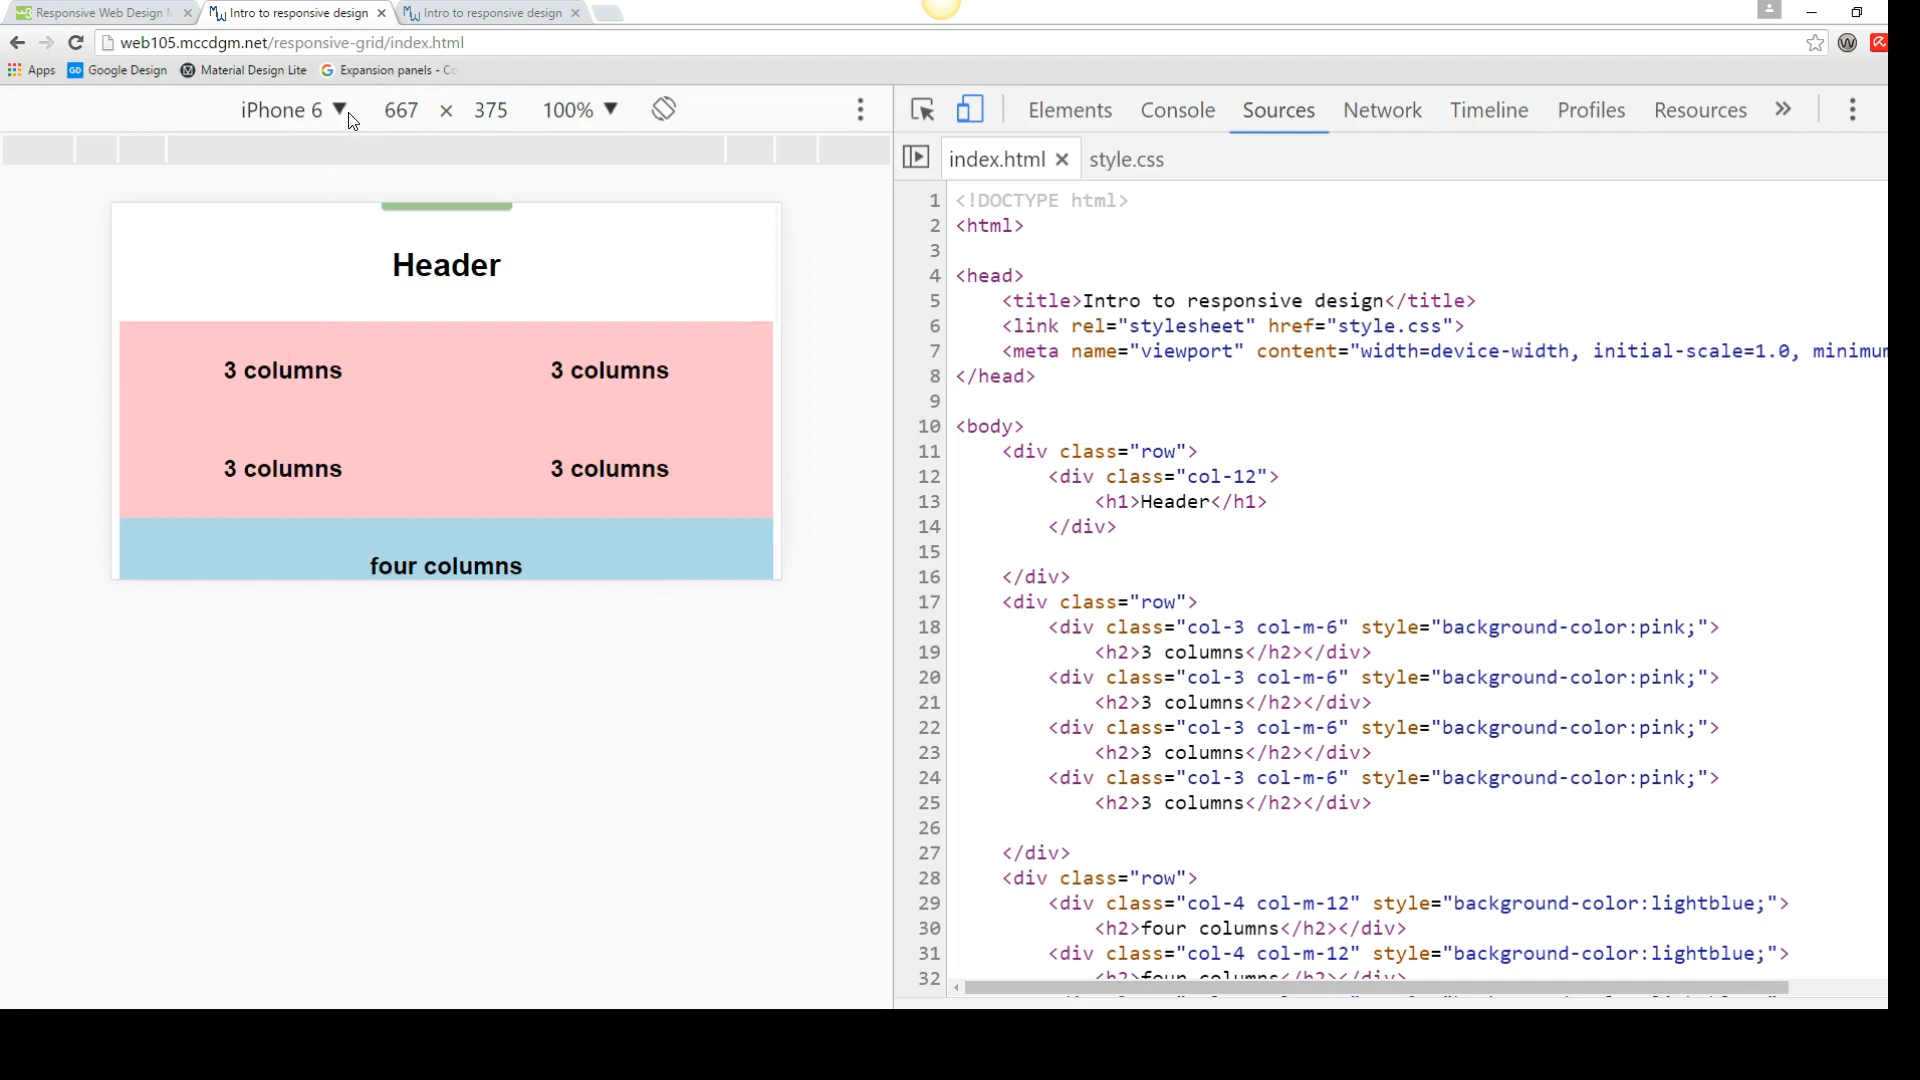 Responsive Web Design
Intro to responsive design
Intro to responsive design
web105.mccdgm.net/responsive-grid/index.html
Apps
Google Design
Material Design Lite
Expansion panels - Co
iPhone 6 ▼ 667 × 375 100% ▼
Elements Console Sources Network Timeline Profiles Resources »
index.html × style.css
Header
3 columns 3 columns
3 columns 3 columns
four columns
1 <!DOCTYPE html>
2 <html>
3
4 <head>
5 <title>Intro to responsive design</title>
6 <link rel="stylesheet" href="style.css">
7 <meta name="viewport" content="width=device-width, initial-scale=1.0, minimum
8 </head>
9
10 <body>
11 <div class="row">
12 <div class="col-12">
13 <h1>Header</h1>
14 </div>
15
16 </div>
17 <div class="row">
18 <div class="col-3 col-m-6" style="background-color:pink;">
19 <h2>3 columns</h2></div>
20 <div class="col-3 col-m-6" style="background-color:pink;">
21 <h2>3 columns</h2></div>
22 <div class="col-3 col-m-6" style="background-color:pink;">
23 <h2>3 columns</h2></div>
24 <div class="col-3 col-m-6" style="background-color:pink;">
25 <h2>3 columns</h2></div>
26
27 </div>
28 <div class="row">
29 <div class="col-4 col-m-12" style="background-color:lightblue;">
30 <h2>four columns</h2></div>
31 <div class="col-4 col-m-12" style="background-color:lightblue;">
32 <h2>four columns</h2></div>